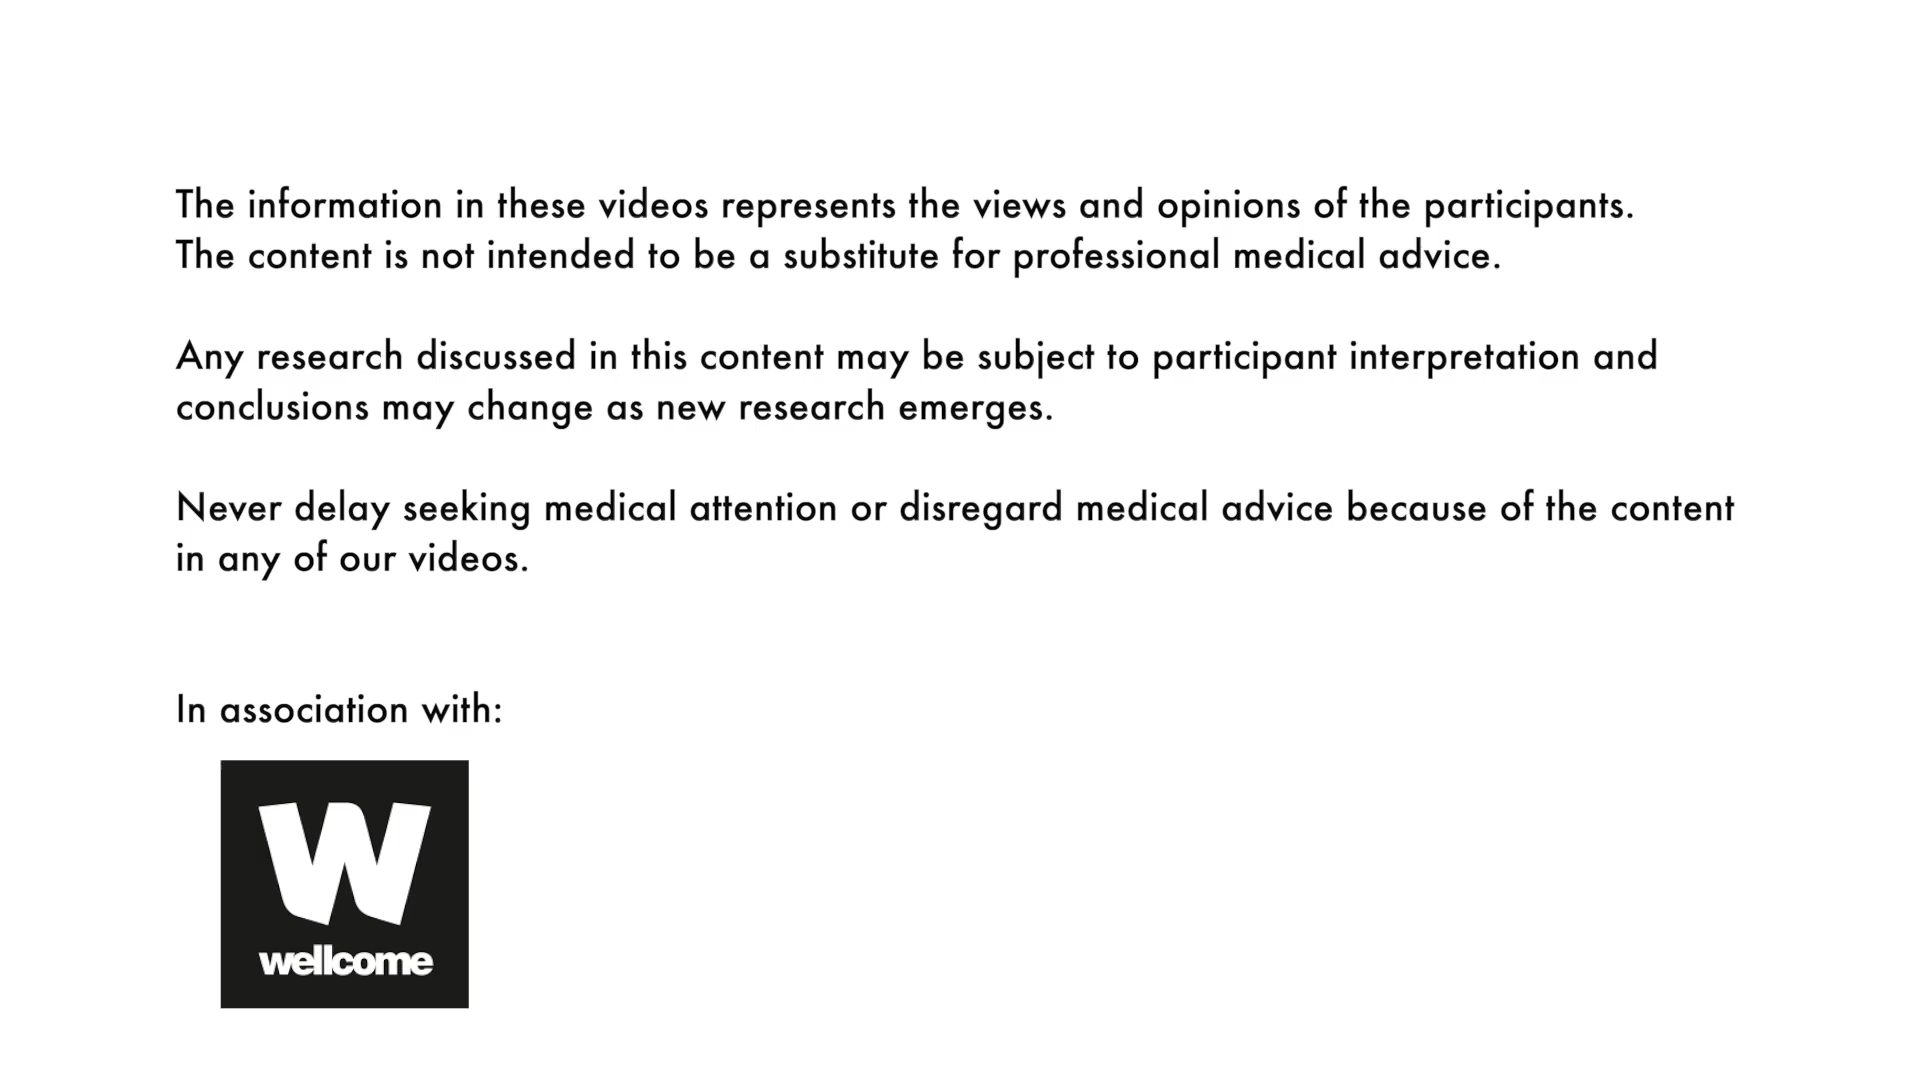 The information in these videos represents the views and opinions of the participants.
The content is not intended to be a substitute for professional medical advice.
Any research discussed in this content may be subject to participant interpretation and
conclusions may change as new research emerges.
Never delay seeking medical attention or disregard medical advice because of the content
in any of our videos.
In association with:
W
wellcome